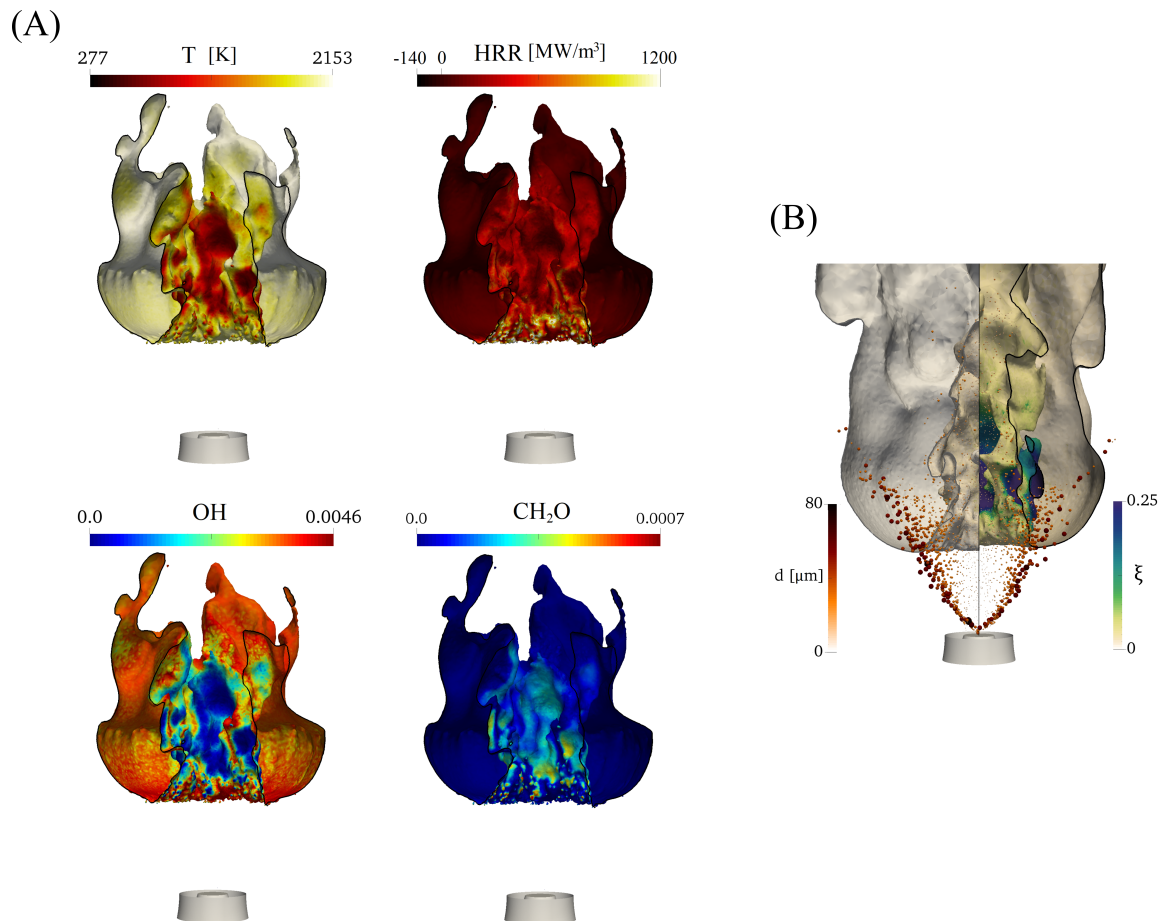 (A)
T [K]
277 2153
HRR [MW/m³]
-140 0 1200
(B)
OH
0.0 0.0046
CH₂O
0.0 0.0007
80
d [μm]
0
0.25
ξ
0